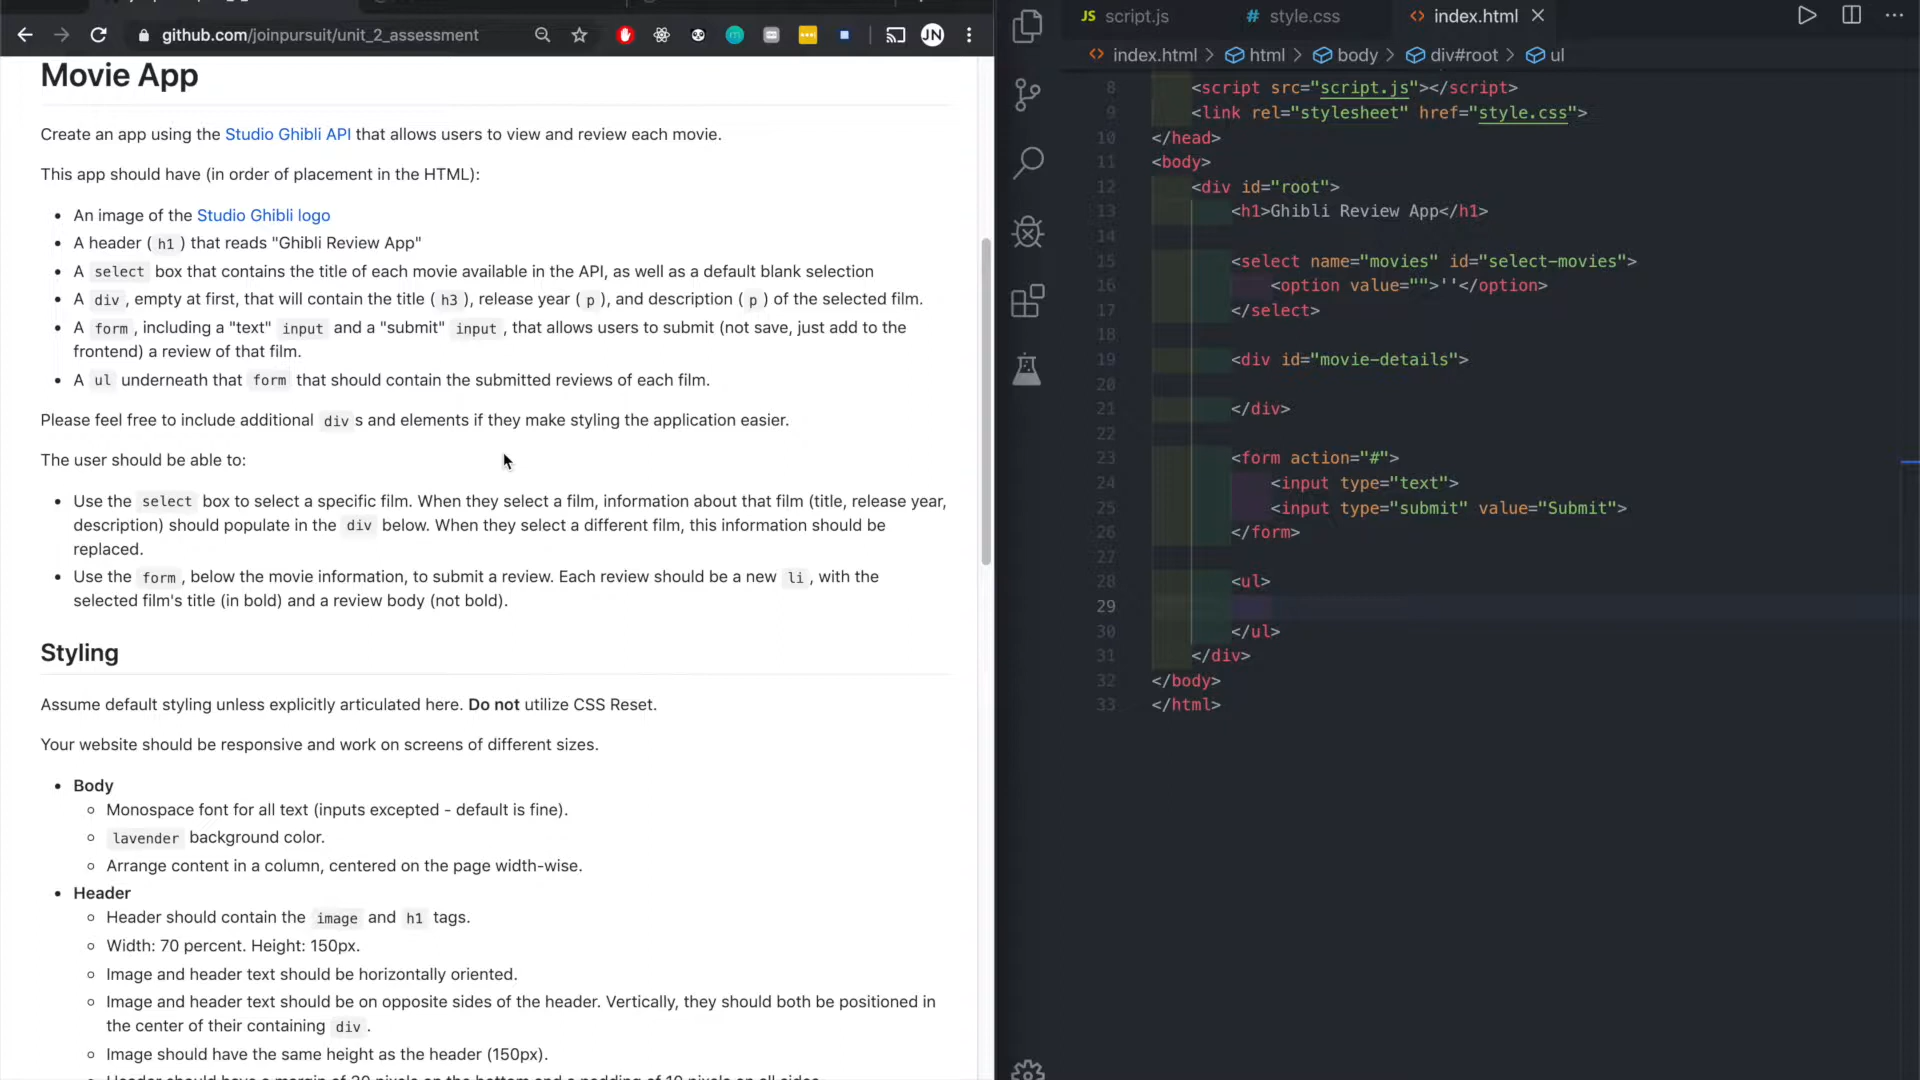 github.com/joinpursuit/unit_2_assessment
JN
Movie App
Create an app using the Studio Ghibli API that allows users to view and review each movie.
This app should have (in order of placement in the HTML):
An image of the Studio Ghibli logo
A header ( h1 ) that reads "Ghibli Review App"
A select box that contains the title of each movie available in the API, as well as a default blank selection
A div , empty at first, that will contain the title ( h3 ), release year ( p ), and description ( p ) of the selected film.
A form , including a "text" input and a "submit" input , that allows users to submit (not save, just add to the
frontend) a review of that film.
A ul underneath that form that should contain the submitted reviews of each film.
Please feel free to include additional div s and elements if they make styling the application easier.
The user should be able to:
Use the select box to select a specific film. When they select a film, information about that film (title, release year,
description) should populate in the div below. When they select a different film, this information should be
replaced.
Use the form , below the movie information, to submit a review. Each review should be a new li , with the
selected film's title (in bold) and a review body (not bold).
Styling
Assume default styling unless explicitly articulated here. Do not utilize CSS Reset.
Your website should be responsive and work on screens of different sizes.
Body
Monospace font for all text (inputs excepted - default is fine).
lavender background color.
Arrange content in a column, centered on the page width-wise.
Header
Header should contain the image and h1 tags.
Width: 70 percent. Height: 150px.
Image and header text should be horizontally oriented.
Image and header text should be on opposite sides of the header. Vertically, they should both be positioned in
the center of their containing div .
Image should have the same height as the header (150px).
Header should have a margin of 20 pixels on the bottom and a padding of 10 pixels on all sides.
JS script.js # style.css <> index.html
<> index.html > html > body > div#root > ul
8 <script src="script.js"></script>
9 <link rel="stylesheet" href="style.css">
10 </head>
11 <body>
12 <div id="root">
13 <h1>Ghibli Review App</h1>
14
15 <select name="movies" id="select-movies">
16 <option value="">''</option>
17 </select>
18
19 <div id="movie-details">
20
21 </div>
22
23 <form action="#">
24 <input type="text">
25 <input type="submit" value="Submit">
26 </form>
27
28 <ul>
29
30 </ul>
31 </div>
32 </body>
33 </html>